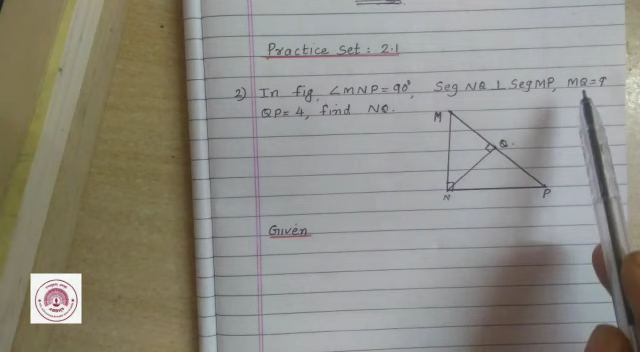 Practice Set : 2.1
2) In fig, ∠MNP = 90°, Seg NQ ⊥ Seg MP, MQ = 9
QP = 4, find NQ.
M
Q.
N
P
Given